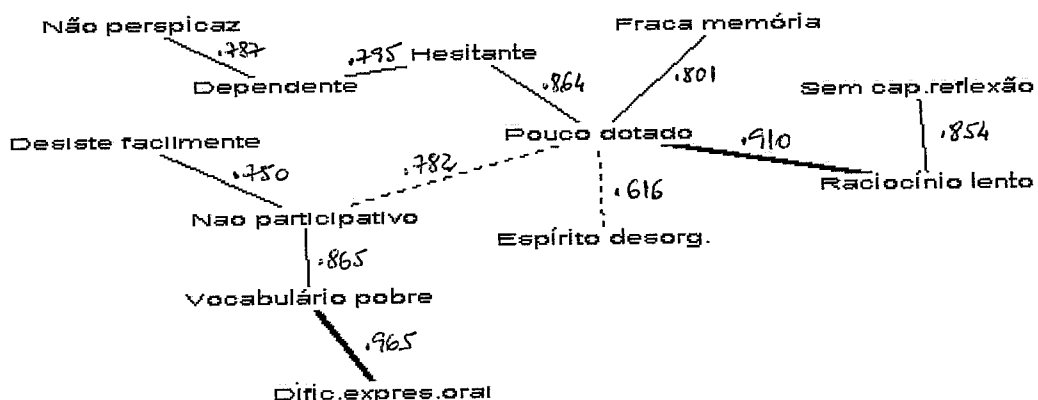 Não perspicaz
Fraca memória
.787
.795
Hesitante
Dependente
.864
.801
Sem cap.reflexão
Desiste facilmente
Pouco dotado
.910
.854
.750
.782
Raciocínio lento
.616
Nao participativo
Espírito desorg.
.865
Vocabulário pobre
.965
Dific.expres.oral